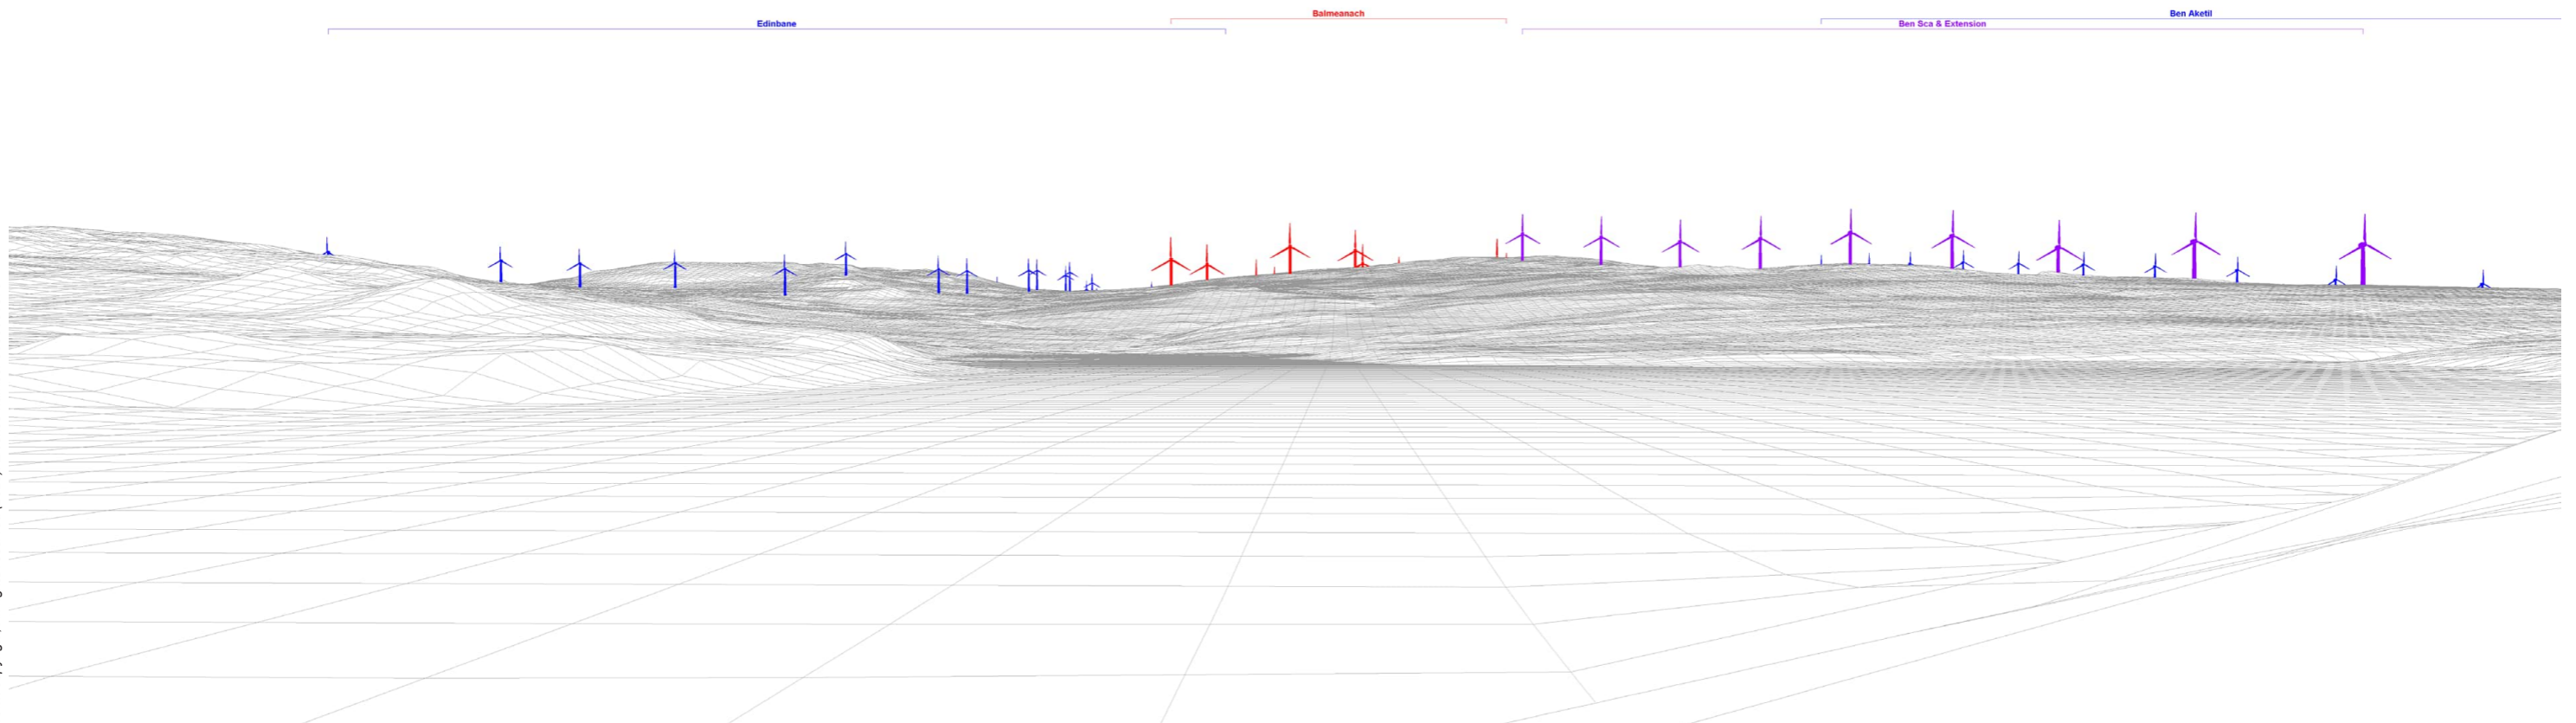 Balmeanach
Ben Aketil
Edinbane
Ben Sca & Extension